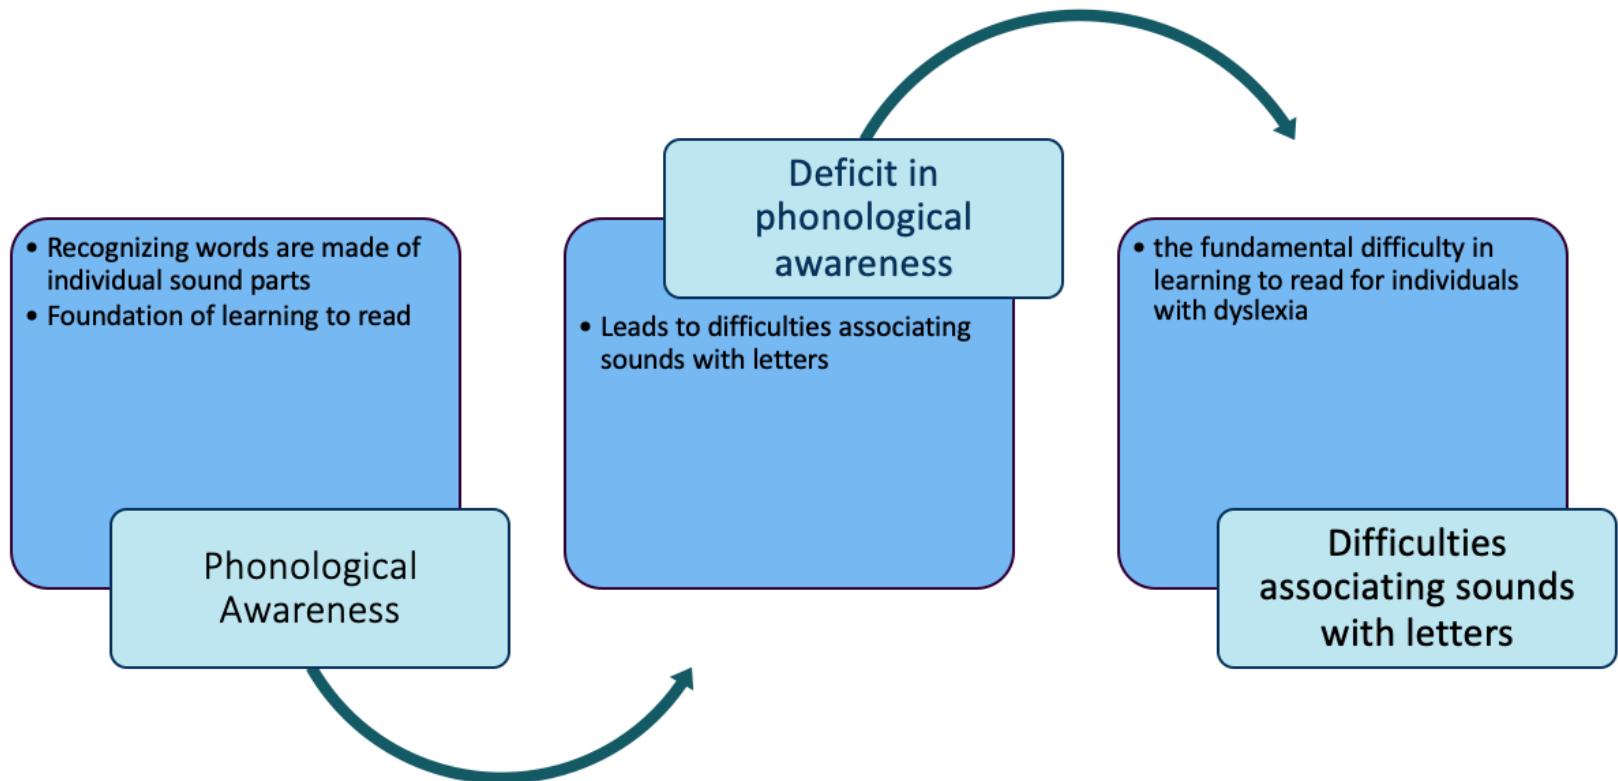 • Recognizing words are made of
individual sound parts
• Foundation of learning to read
Phonological
Awareness
Deficit in
phonological
awareness
• Leads to difficulties associating
sounds with letters
• the fundamental difficulty in
learning to read for individuals
with dyslexia
Difficulties
associating sounds
with letters